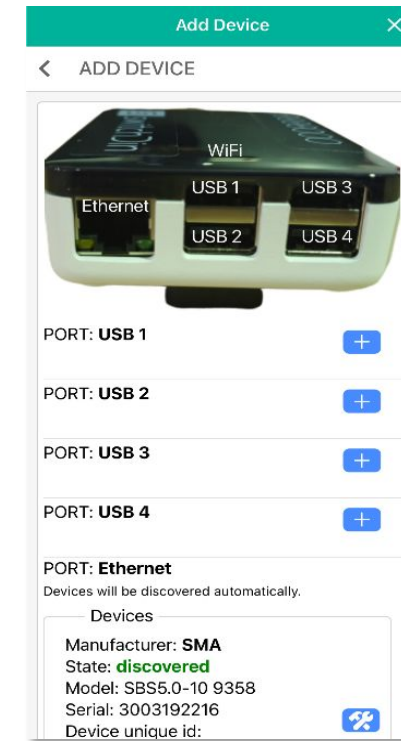 Add Device
ADD DEVICE
WiFi
USB 1
USB 3
Ethernet
USB 2
USB 4
PORT: USB 1
PORT: USB 2
PORT: USB 3
PORT: USB 4
PORT: Ethernet
Devices will be discovered automatically.
Devices
Manufacturer: SMA
State: discovered
Model: SBS5.0-10 9358
Serial: 3003192216
Device unique id: